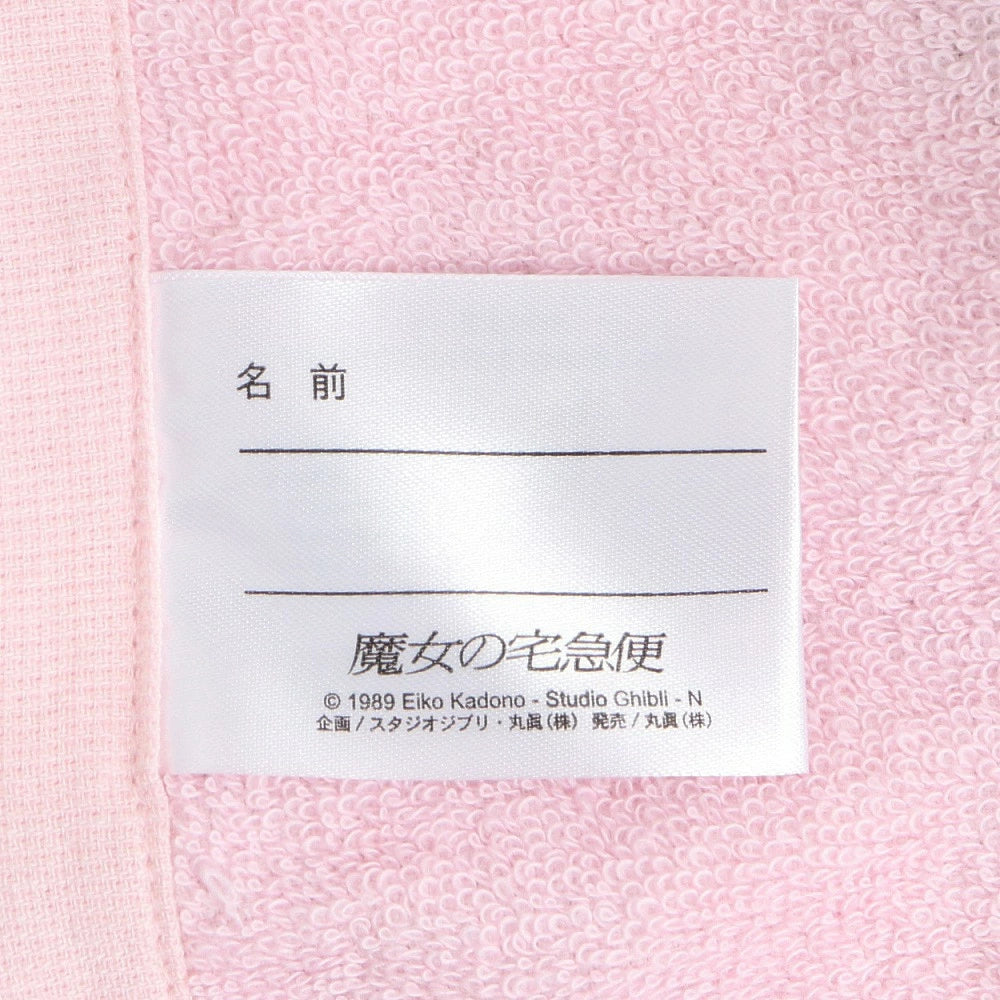 名 前
魔女の宅急便
© 1989 Eiko Kadono - Studio Ghibli - N
企画/スタジオジブリ・丸眞(株) 発売/丸眞(株)